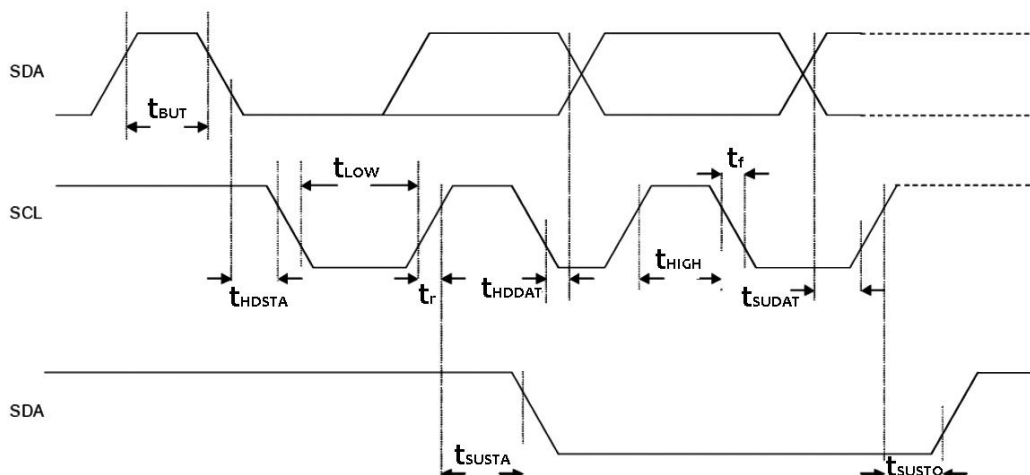 SDA
tBUT
tLOW
tf
SCL
tHDSTA
tr
tHDDAT
tHIGH
tSUDAT
SDA
tSUSTA
tSUSTO